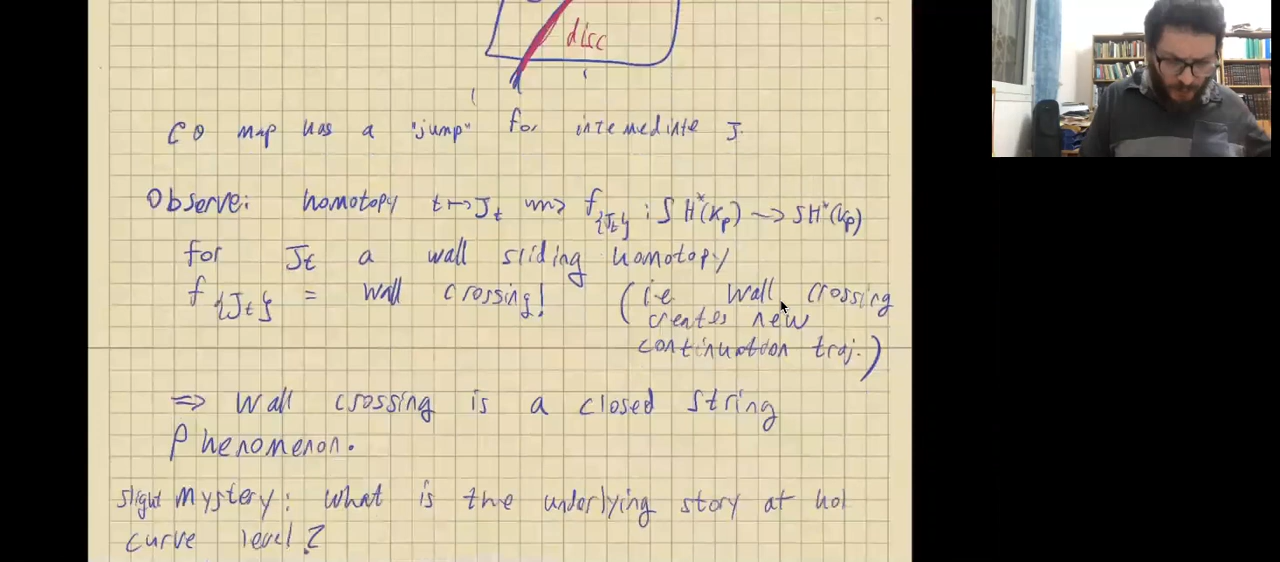 disc
CO map has a "jump" for intermediate J.
Observe: homotopy t ↦ J_t ⇝ f_{J_t} : SH*(K_p) → SH*(K_p)
for J_t a wall sliding homotopy
f_{J_t} = wall crossing! (i.e. wall crossing
creates new
continuation traj.)
⇒ wall crossing is a closed string
phenomenon.
slight mystery: what is the underlying story at hol
curve level?